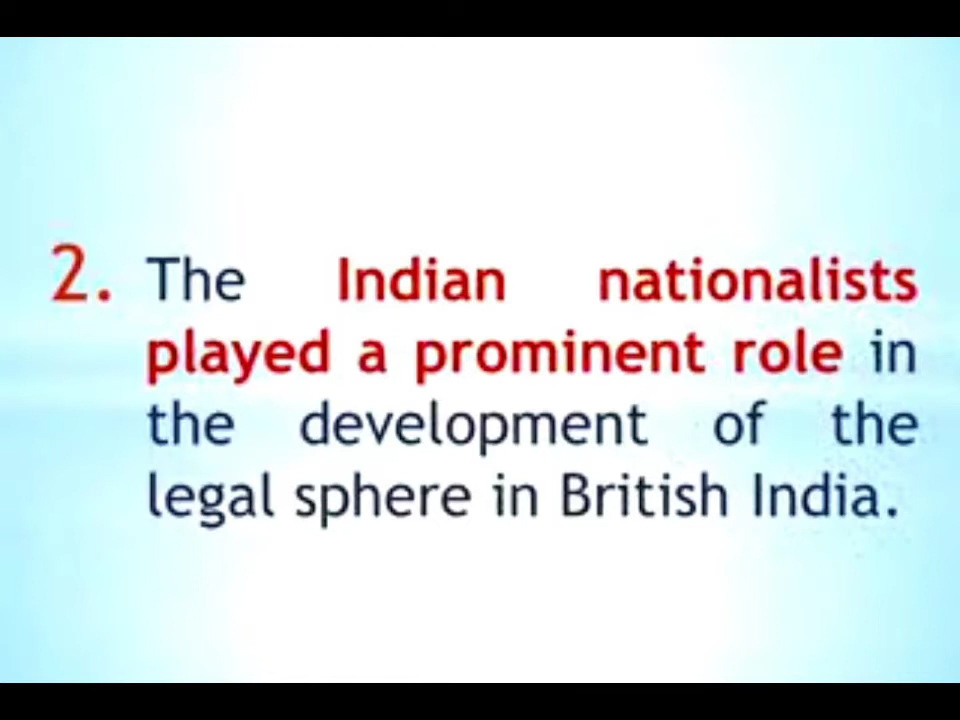 2. The Indian nationalists
played a prominent role in
the development of the
legal sphere in British India.